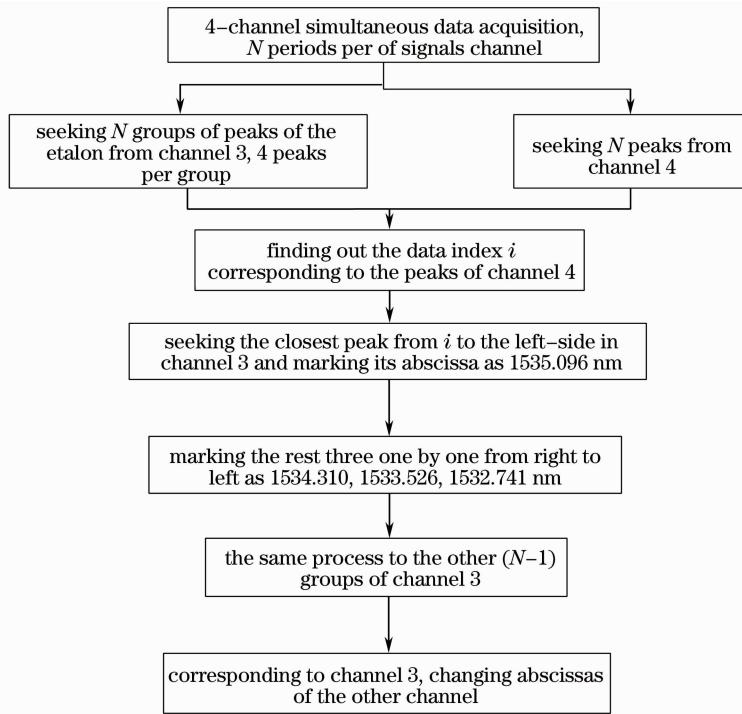 4-channel simultaneous data acquisition,
N periods per of signals channel
seeking N groups of peaks of the
etalon from channel 3, 4 peaks
per group
seeking N peaks from
channel 4
finding out the data index i
corresponding to the peaks of channel 4
seeking the closest peak from i to the left-side in
channel 3 and marking its abscissa as 1535.096 nm
marking the rest three one by one from right to
left as 1534.310, 1533.526, 1532.741 nm
the same process to the other (N-1)
groups of channel 3
corresponding to channel 3, changing abscissas
of the other channel